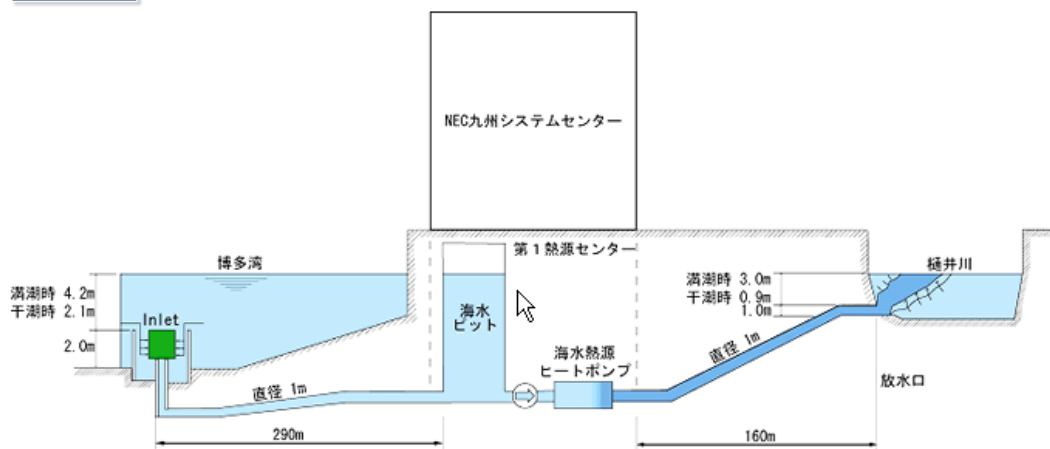 NEC九州システムセンター
第1熱源センター
博多湾
満潮時 4.2m
干潮時 2.1m
Inlet
2.0m
海水
ピット
海水熱源
ヒートポンプ
直径 1m
290m
満潮時 3.0m
干潮時 0.9m
1.0m
樋井川
直径 1m
放水口
160m